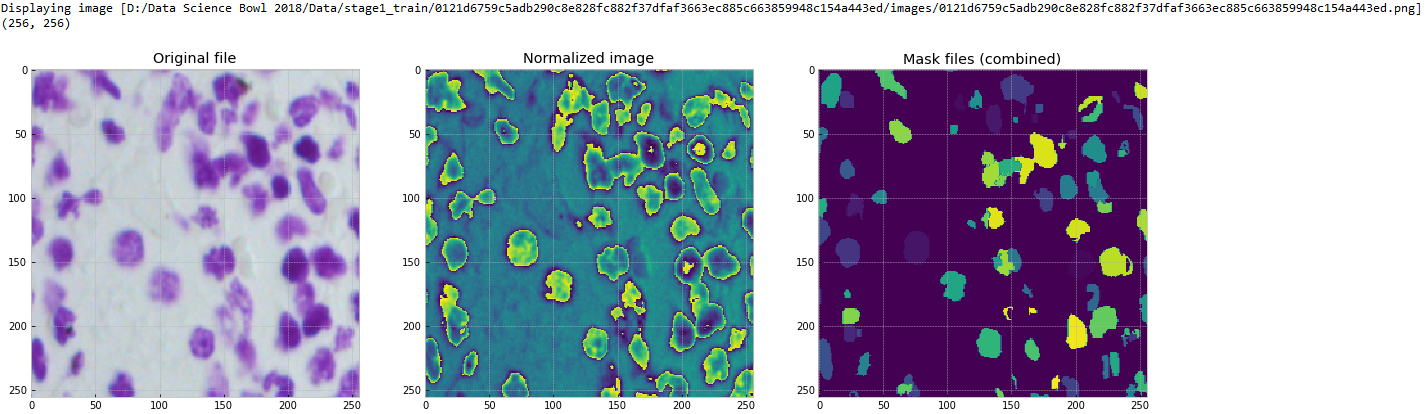 Displaying image [D:/Data Science Bowl 2018/Data/stage1_train/0121d6759c5adb290c8e828fc882f37dfaf3663ec885c663859948c154a443ed/images/0121d6759c5adb290c8e828fc882f37dfaf3663ec885c663859948c154a443ed.png]
(256, 256)
Original file
0
50
100
150
200
250
0 50 100 150 200 250
Normalized image
0
50
100
150
200
250
0 50 100 150 200 250
Mask files (combined)
0
50
100
150
200
250
0 50 100 150 200 250